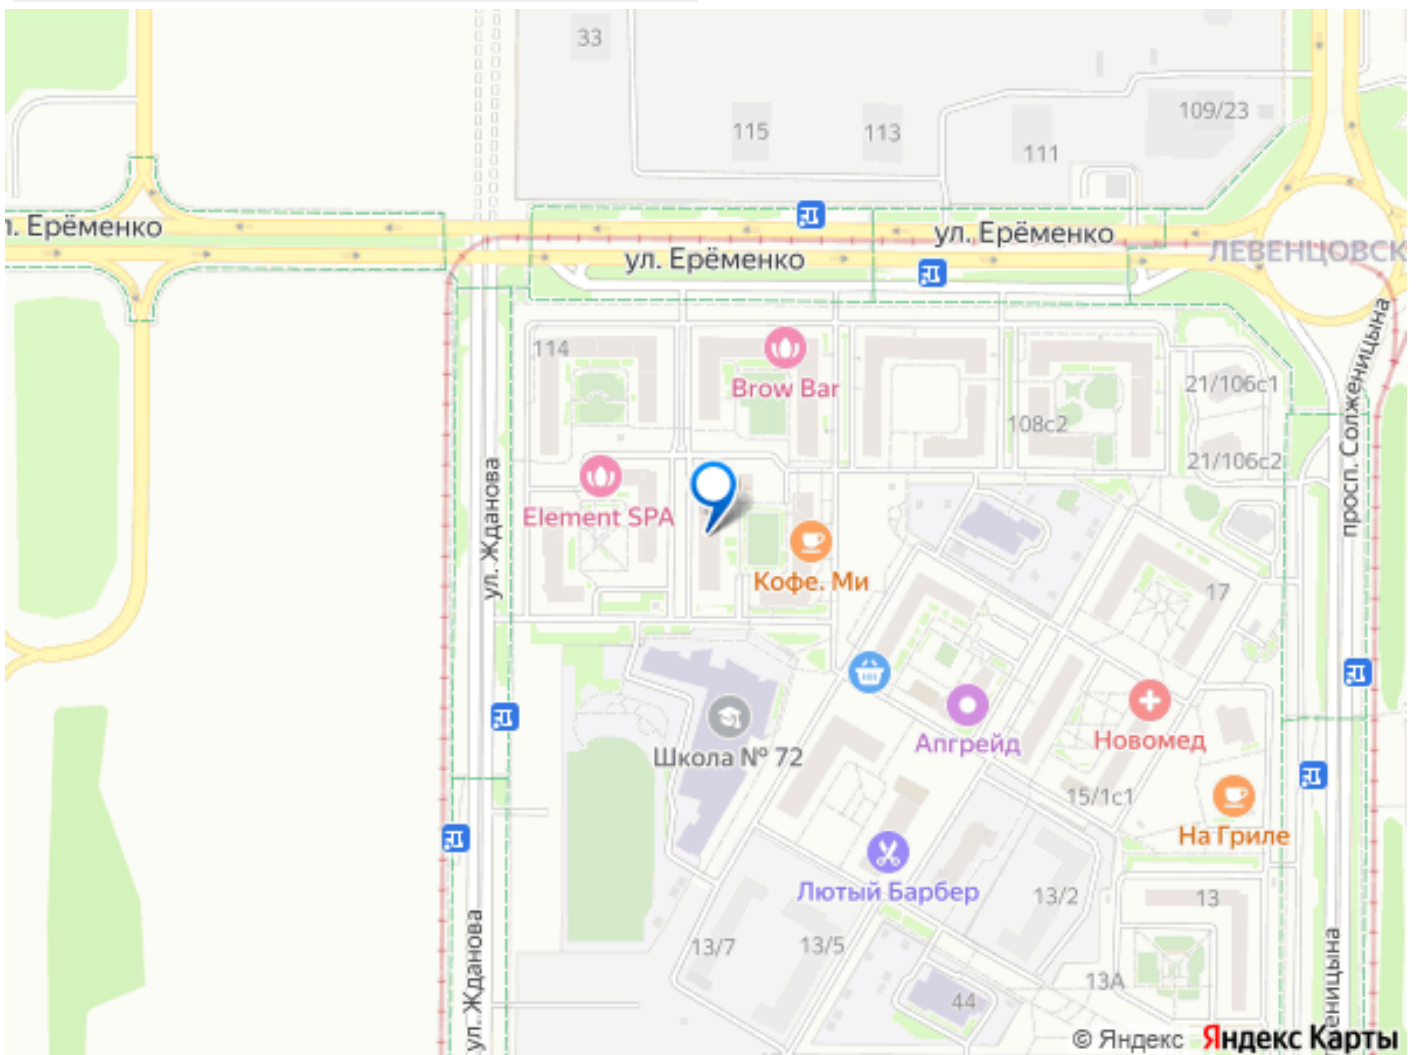 33
109/23
115
113
111
л. Ерёменко
ул. Ерёменко
ул. Ерёменко
ЛЕВЕНЦОВСК
114
Brow Bar
21/106с1
108с2
21/106с2
просп. Солженицына
ул. Жданова
Element SPA
Кофе. Ми
17
Школа № 72
Апгрейд
Новомед
15/1с1
На Гриле
Лютый Барбер
13/2
13
13/7
13/5
ул. Жданова
13А
44
еницына
© Яндекс Яндекс Карты